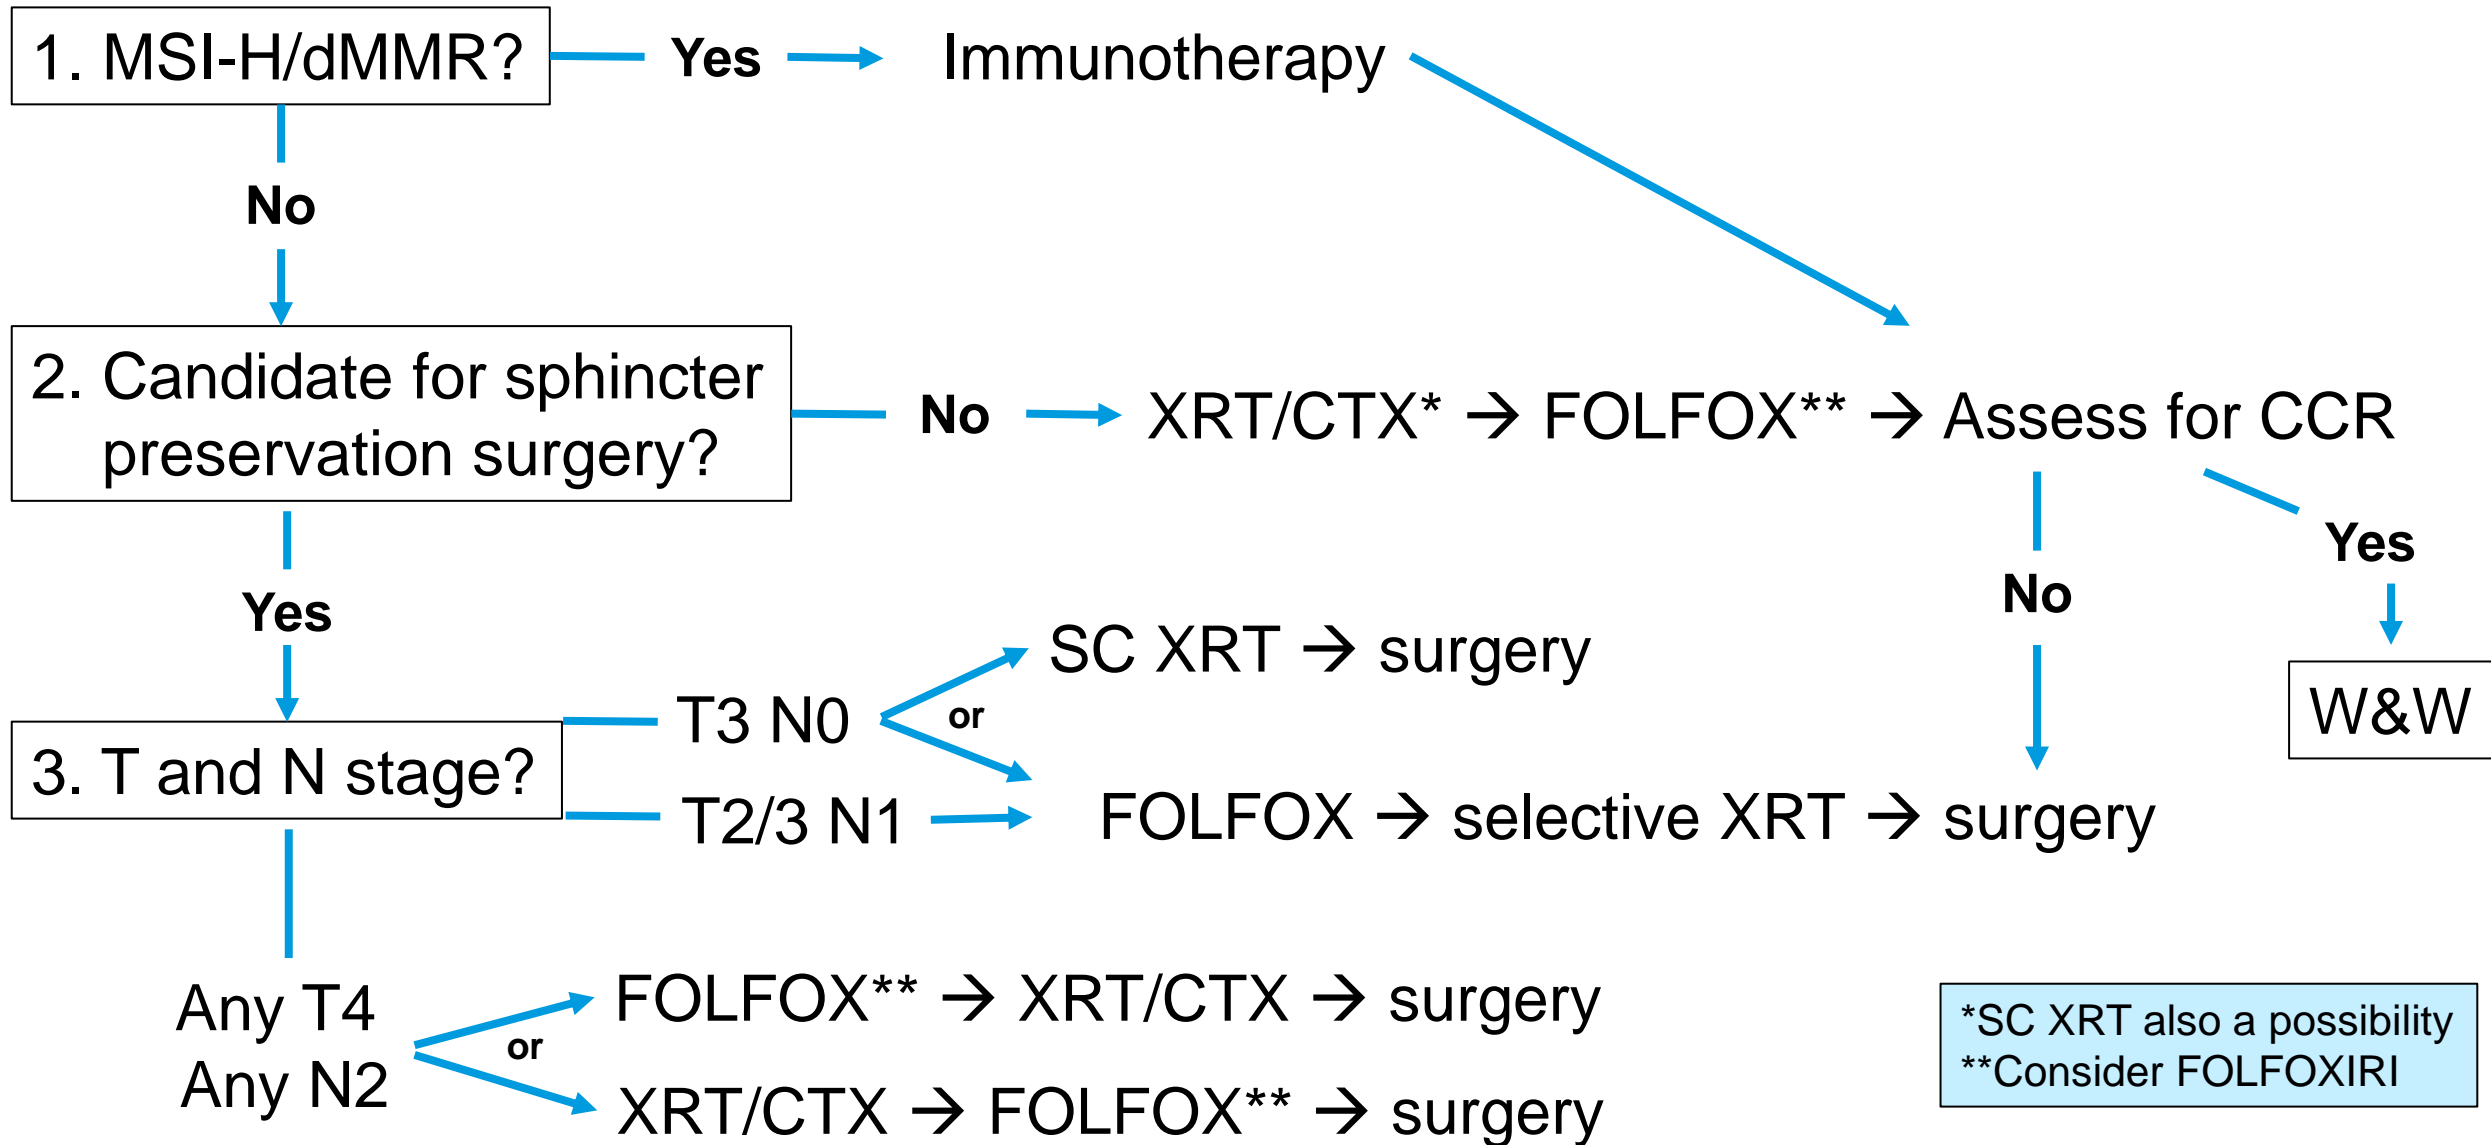 1. MSI-H/dMMR?
Yes
Immunotherapy
No
2. Candidate for sphincter
preservation surgery?
No
XRT/CTX* → FOLFOX** → Assess for CCR
Yes
No
Yes
W&W
3. T and N stage?
T3 N0
or
SC XRT → surgery
T2/3 N1
FOLFOX → selective XRT → surgery
Any T4
Any N2
or
FOLFOX** → XRT/CTX → surgery
XRT/CTX → FOLFOX** → surgery
*SC XRT also a possibility
**Consider FOLFOXIRI